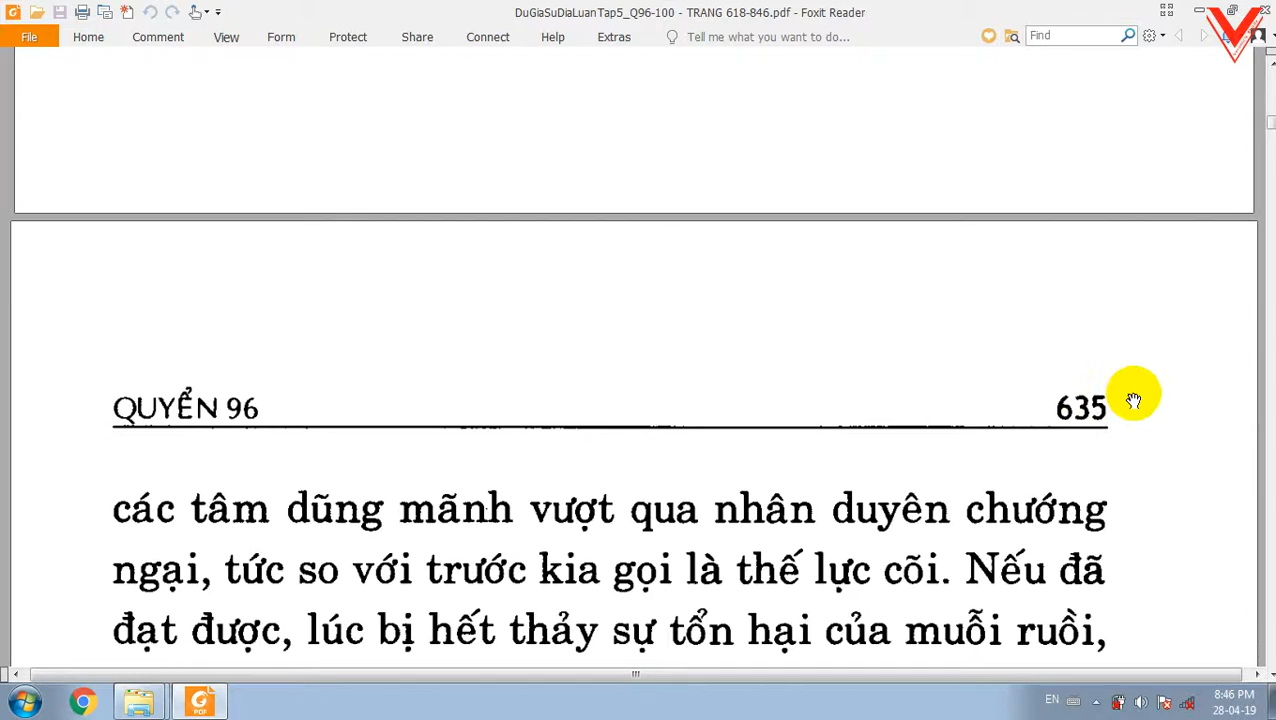 DuGiaSuDiaLuanTap5_Q96-100 - TRANG 618-846.pdf - Foxit Reader
File Home Comment View Form Protect Share Connect Help Extras Tell me what you want to do... Find
QUYỂN 96 635
các tâm dũng mãnh vượt qua nhân duyên chướng
ngại, tức so với trước kia gọi là thế lực cõi. Nếu đã
đạt được, lúc bị hết thảy sự tổn hại của muỗi ruồi,
EN 8:46 PM
28-04-19